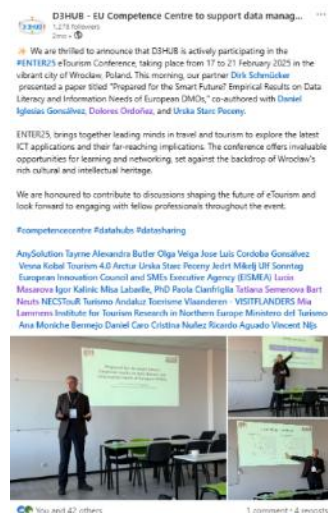 D3HUB - EU Competence Centre to support data manag...
1,278 followers
2mo
✨ We are thrilled to announce that D3HUB is actively participating in the
#ENTER25 eTourism Conference, taking place from 17 to 21 February 2025 in the
vibrant city of Wrocław, Poland. This morning, our partner Dirk Schmücker
presented a paper titled "Prepared for the Smart Future? Empirical Results on Data
Literacy and Information Needs of European DMOs," co-authored with Daniel
Iglesias Gonsálvez, Dolores Ordoñez, and Urska Starc Peceny.
ENTER25, brings together leading minds in travel and tourism to explore the latest
ICT applications and their far-reaching implications. The conference offers invaluable
opportunities for learning and networking, set against the backdrop of Wrocław's
rich cultural and intellectual heritage.
We are honoured to contribute to discussions shaping the future of eTourism and
look forward to engaging with fellow professionals throughout the event.
#competencecentre #datahubs #datasharing
AnySolution Tayrne Alexandra Butler Olga Veiga Jose Luis Cordoba Gonsálvez
Vesna Kobal Tourism 4.0 Arctur Urska Starc Peceny Jedrt Mikelj Ulf Sonntag
European Innovation Council and SMEs Executive Agency (EISMEA) Lucia
Masarova Igor Kalinic Misa Labarile, PhD Paola Cianfriglia Tatiana Semenova Bart
Neuts NECSTouR Turismo Andaluz Toerisme Vlaanderen - VISITFLANDERS Mia
Lammens Institute for Tourism Research in Northern Europe Ministero del Turismo
Ana Moniche Bermejo Daniel Caro Cristina Nuñez Ricardo Aguado Vincent Nijs
You and 42 others
1 comment · 4 reposts